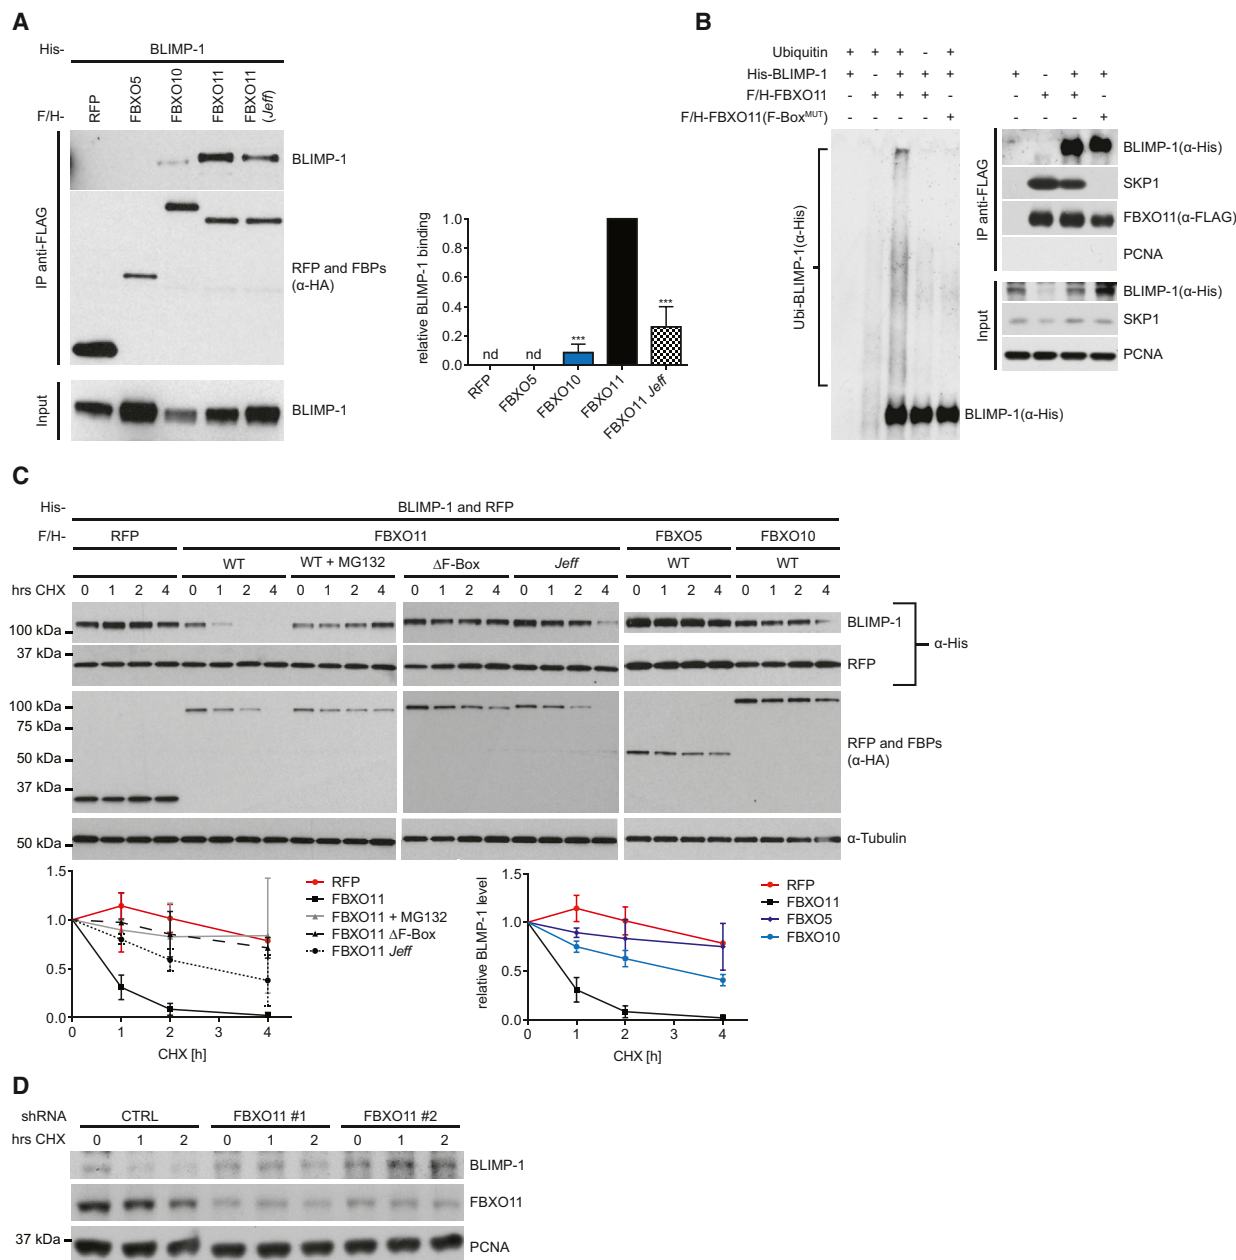 A
His- BLIMP-1
F/H- RFP FBXO5 FBXO10 FBXO11 FBXO11 (Jeff)
IP anti-FLAG
BLIMP-1
RFP and FBPs
(α-HA)
Input
BLIMP-1
relative BLIMP-1 binding
1.0
0.8
0.6
0.4
0.2
0.0
nd nd *** ***
RFP FBXO5 FBXO10 FBXO11 FBXO11 Jeff
B
Ubiquitin + + + - +
His-BLIMP-1 + - + + + + - + +
F/H-FBXO11 - + + + - - + + -
F/H-FBXO11(F-BoxMUT) - - - - + - - - +
Ubi-BLIMP-1(α-His)
BLIMP-1(α-His)
IP anti-FLAG
BLIMP-1(α-His)
SKP1
FBXO11(α-FLAG)
PCNA
Input
BLIMP-1(α-His)
SKP1
PCNA
C
His- BLIMP-1 and RFP
F/H- RFP FBXO11 FBXO5 FBXO10
WT WT + MG132 ΔF-Box Jeff WT WT
hrs CHX 0 1 2 4 0 1 2 4 0 1 2 4 0 1 2 4 0 1 2 4 0 1 2 4 0 1 2 4
100 kDa BLIMP-1
α-His
37 kDa RFP
100 kDa
75 kDa
50 kDa
37 kDa
RFP and FBPs
(α-HA)
50 kDa α-Tubulin
1.5
1.0
0.5
0.0
0 1 2 3 4
CHX [h]
RFP
FBXO11
FBXO11 + MG132
FBXO11 ΔF-Box
FBXO11 Jeff
relative BLMP-1 level
1.5
1.0
0.5
0.0
0 1 2 3 4
CHX [h]
RFP
FBXO11
FBXO5
FBXO10
D
shRNA CTRL FBXO11 #1 FBXO11 #2
hrs CHX 0 1 2 0 1 2 0 1 2
BLIMP-1
FBXO11
37 kDa PCNA